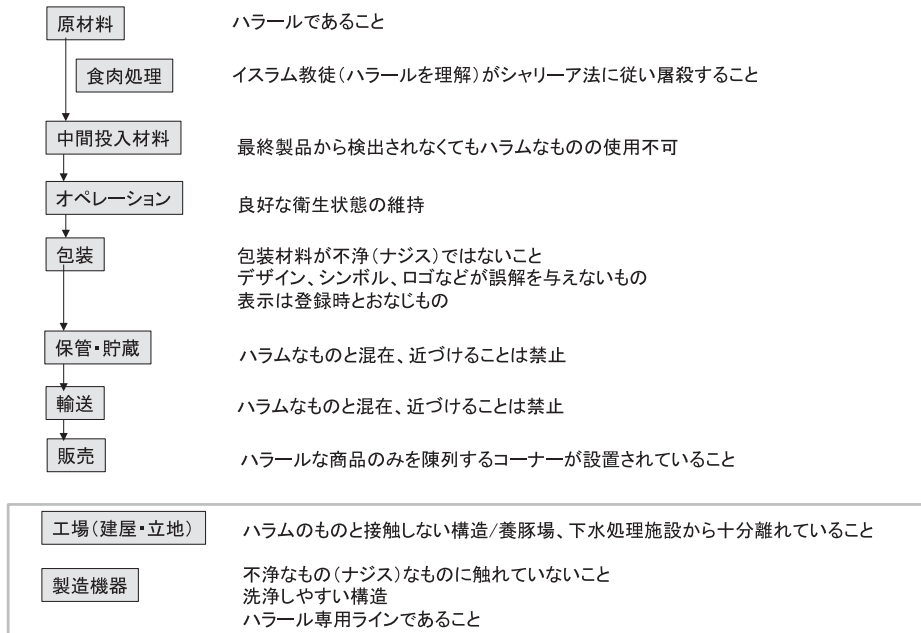 原材料 ハラールであること
食肉処理 イスラム教徒(ハラールを理解)がシャリーア法に従い屠殺すること
中間投入材料 最終製品から検出されなくてもハラムなものの使用不可
オペレーション 良好な衛生状態の維持
包装 包装材料が不浄(ナジス)ではないこと
デザイン、シンボル、ロゴなどが誤解を与えないもの
表示は登録時とおなじもの
保管・貯蔵 ハラムなものと混在、近づけることは禁止
輸送 ハラムなものと混在、近づけることは禁止
販売 ハラールな商品のみを陳列するコーナーが設置されていること
工場(建屋・立地) ハラムのものと接触しない構造/養豚場、下水処理施設から十分離れていること
製造機器 不浄なもの(ナジス)なものに触れていないこと
洗浄しやすい構造
ハラール専用ラインであること